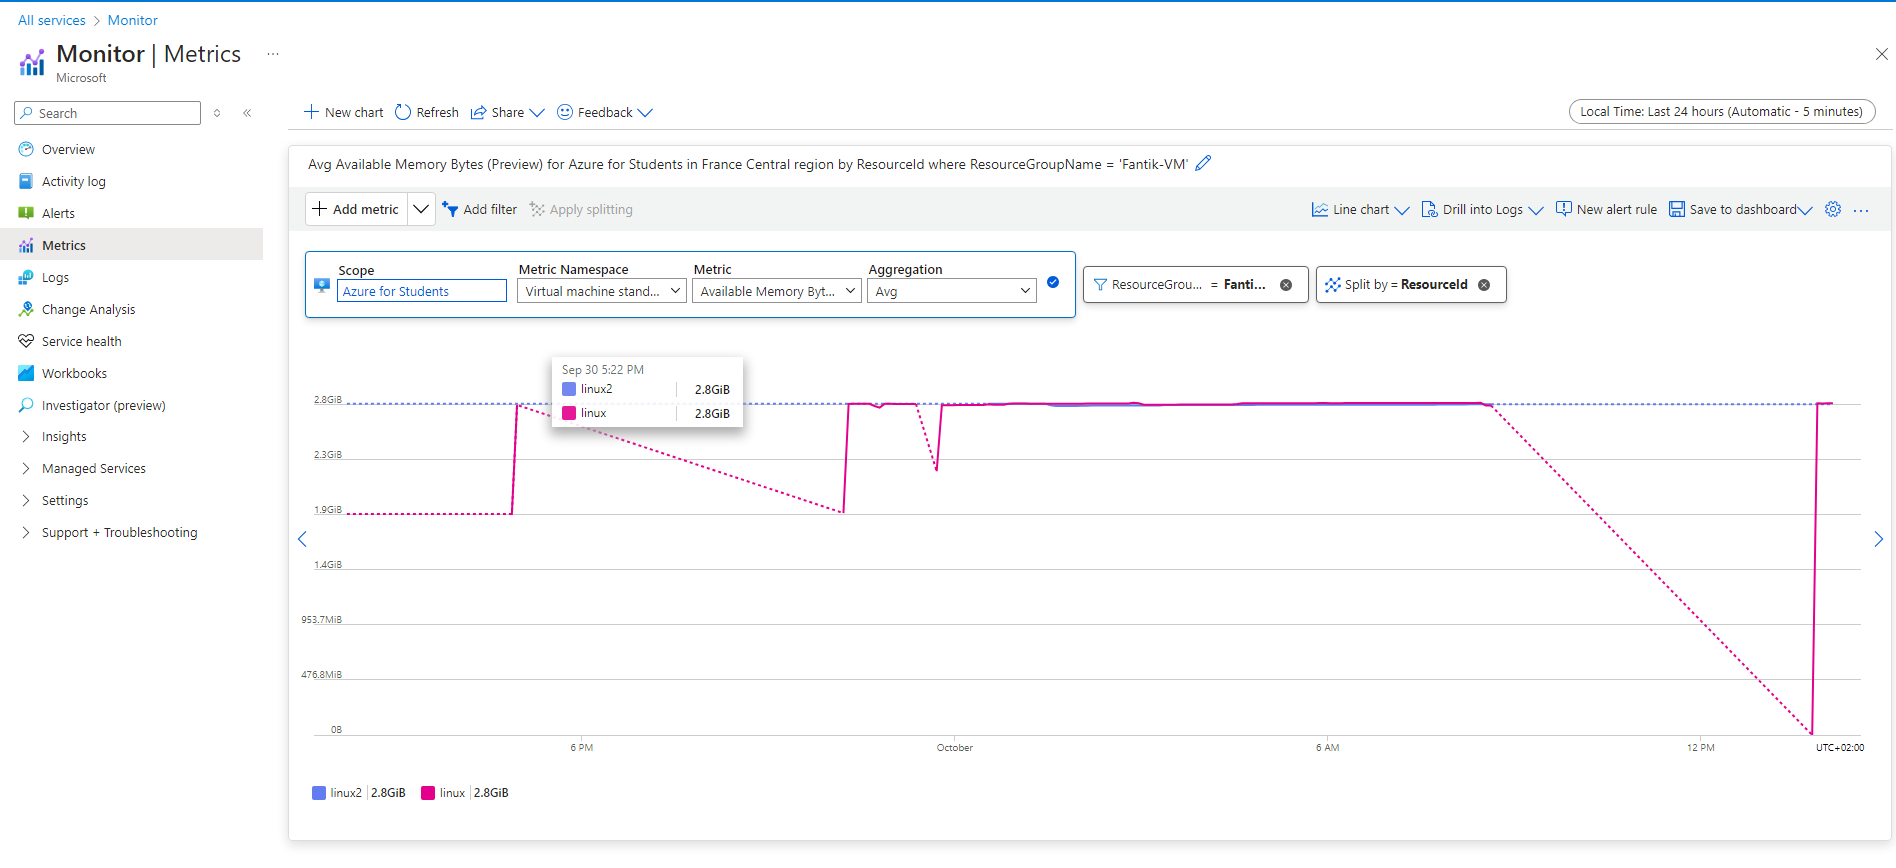 All services > Monitor
Monitor | Metrics ...
Microsoft
Search
Overview
Activity log
Alerts
Metrics
Logs
Change Analysis
Service health
Workbooks
Investigator (preview)
Insights
Managed Services
Settings
Support + Troubleshooting
New chart Refresh Share Feedback
Local Time: Last 24 hours (Automatic - 5 minutes)
Avg Available Memory Bytes (Preview) for Azure for Students in France Central region by ResourceId where ResourceGroupName = 'Fantik-VM'
Add metric Add filter Apply splitting
Line chart Drill into Logs New alert rule Save to dashboard ...
Scope Metric Namespace Metric Aggregation
Azure for Students Virtual machine stand... Available Memory Byt... Avg
ResourceGrou... = Fanti...
Split by = ResourceId
Sep 30 5:22 PM
linux2 2.8GiB
linux 2.8GiB
2.8GiB
2.3GiB
1.9GiB
1.4GiB
953.7MiB
476.8MiB
0B
6 PM October 6 AM 12 PM UTC+02:00
linux2 2.8GiB linux 2.8GiB